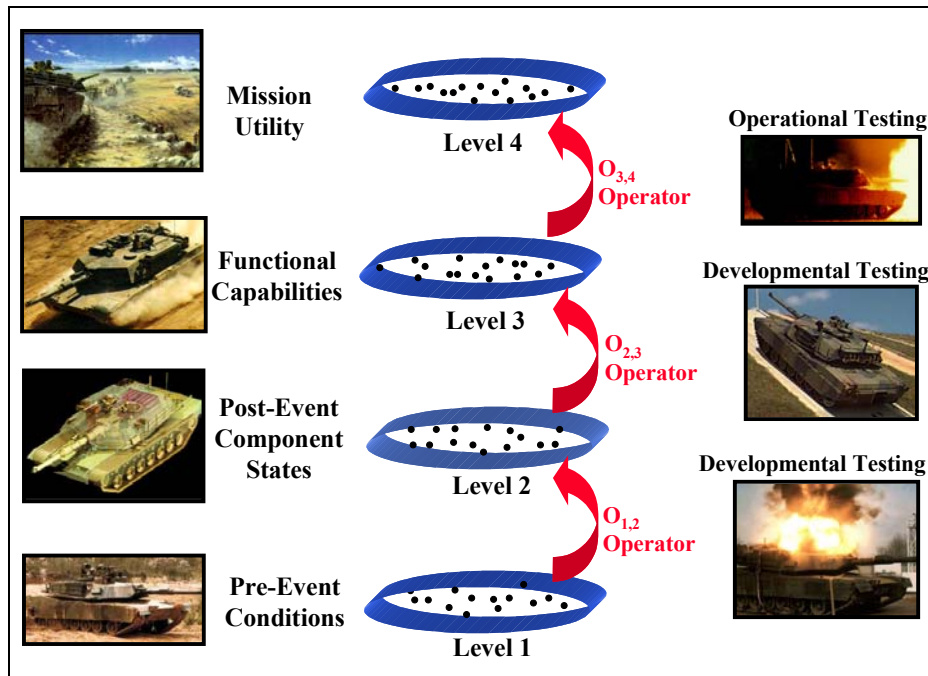 Mission
Utility
Level 4
Operational Testing
O3,4
Operator
Functional
Capabilities
Level 3
Developmental Testing
O2,3
Operator
Post-Event
Component
States
Level 2
Developmental Testing
O1,2
Operator
Pre-Event
Conditions
Level 1